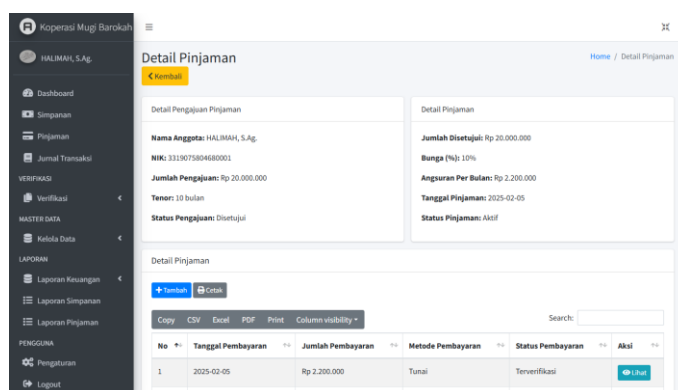 Koperasi Mugi Barokah
HALIMAH, S.Ag.
Dashboard
Simpanan
Pinjaman
Jurnal Transaksi
VERIFIKASI
Verifikasi
MASTER DATA
Kelola Data
LAPORAN
Laporan Keuangan
Laporan Simpanan
Laporan Pinjaman
PENGGUNA
Pengaturan
Logout
Detail Pinjaman
Home / Detail Pinjaman
Kembali
Detail Pengajuan Pinjaman
Nama Anggota: HALIMAH, S.Ag.
NIK: 3319075804680001
Jumlah Pengajuan: Rp 20.000.000
Tenor: 10 bulan
Status Pengajuan: Disetujui
Detail Pinjaman
Jumlah Disetujui: Rp 20.000.000
Bunga (%): 10%
Angsuran Per Bulan: Rp 2.200.000
Tanggal Pinjaman: 2025-02-05
Status Pinjaman: Aktif
Detail Pinjaman
+ Tambah Cetak
Copy CSV Excel PDF Print Column visibility
Search:
No Tanggal Pembayaran Jumlah Pembayaran Metode Pembayaran Status Pembayaran Aksi
1 2025-02-05 Rp 2.200.000 Tunai Terverifikasi Lihat